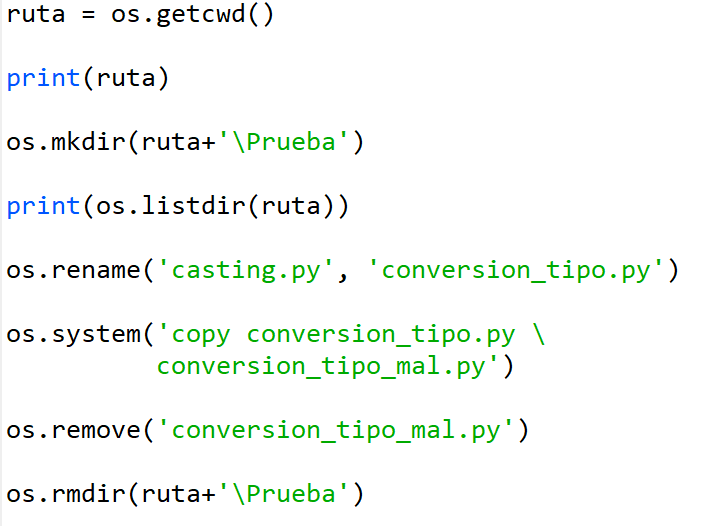 ruta = os.getcwd()
print(ruta)
os.mkdir(ruta+'\Prueba')
print(os.listdir(ruta))
os.rename('casting.py', 'conversion_tipo.py')
os.system('copy conversion_tipo.py \
conversion_tipo_mal.py')
os.remove('conversion_tipo_mal.py')
os.rmdir(ruta+'\Prueba')